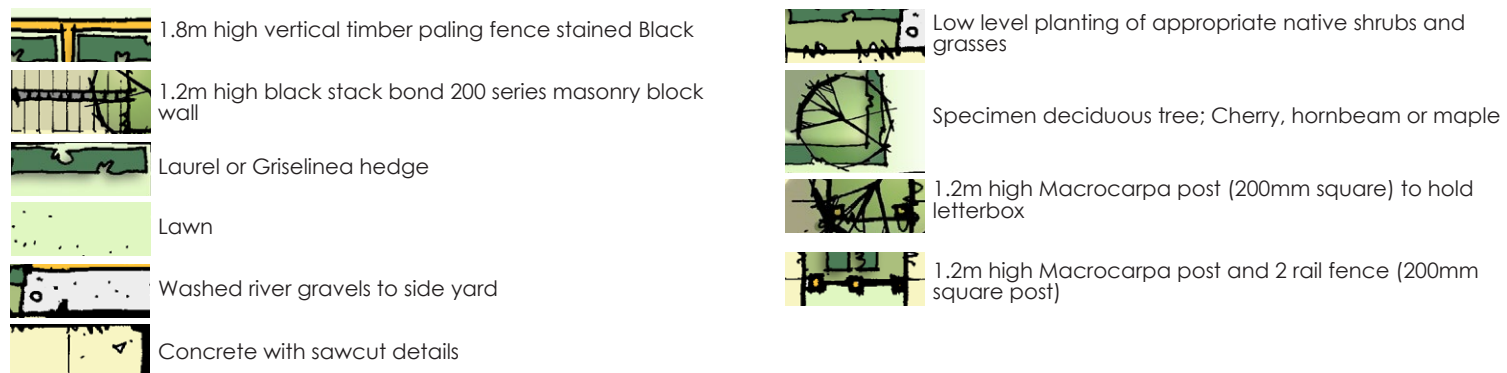 1.8m high vertical timber paling fence stained Black
1.2m high black stack bond 200 series masonry block
wall
Laurel or Griselinea hedge
Lawn
Washed river gravels to side yard
Concrete with sawcut details
Low level planting of appropriate native shrubs and
grasses
Specimen deciduous tree; Cherry, hornbeam or maple
1.2m high Macrocarpa post (200mm square) to hold
letterbox
1.2m high Macrocarpa post and 2 rail fence (200mm
square post)